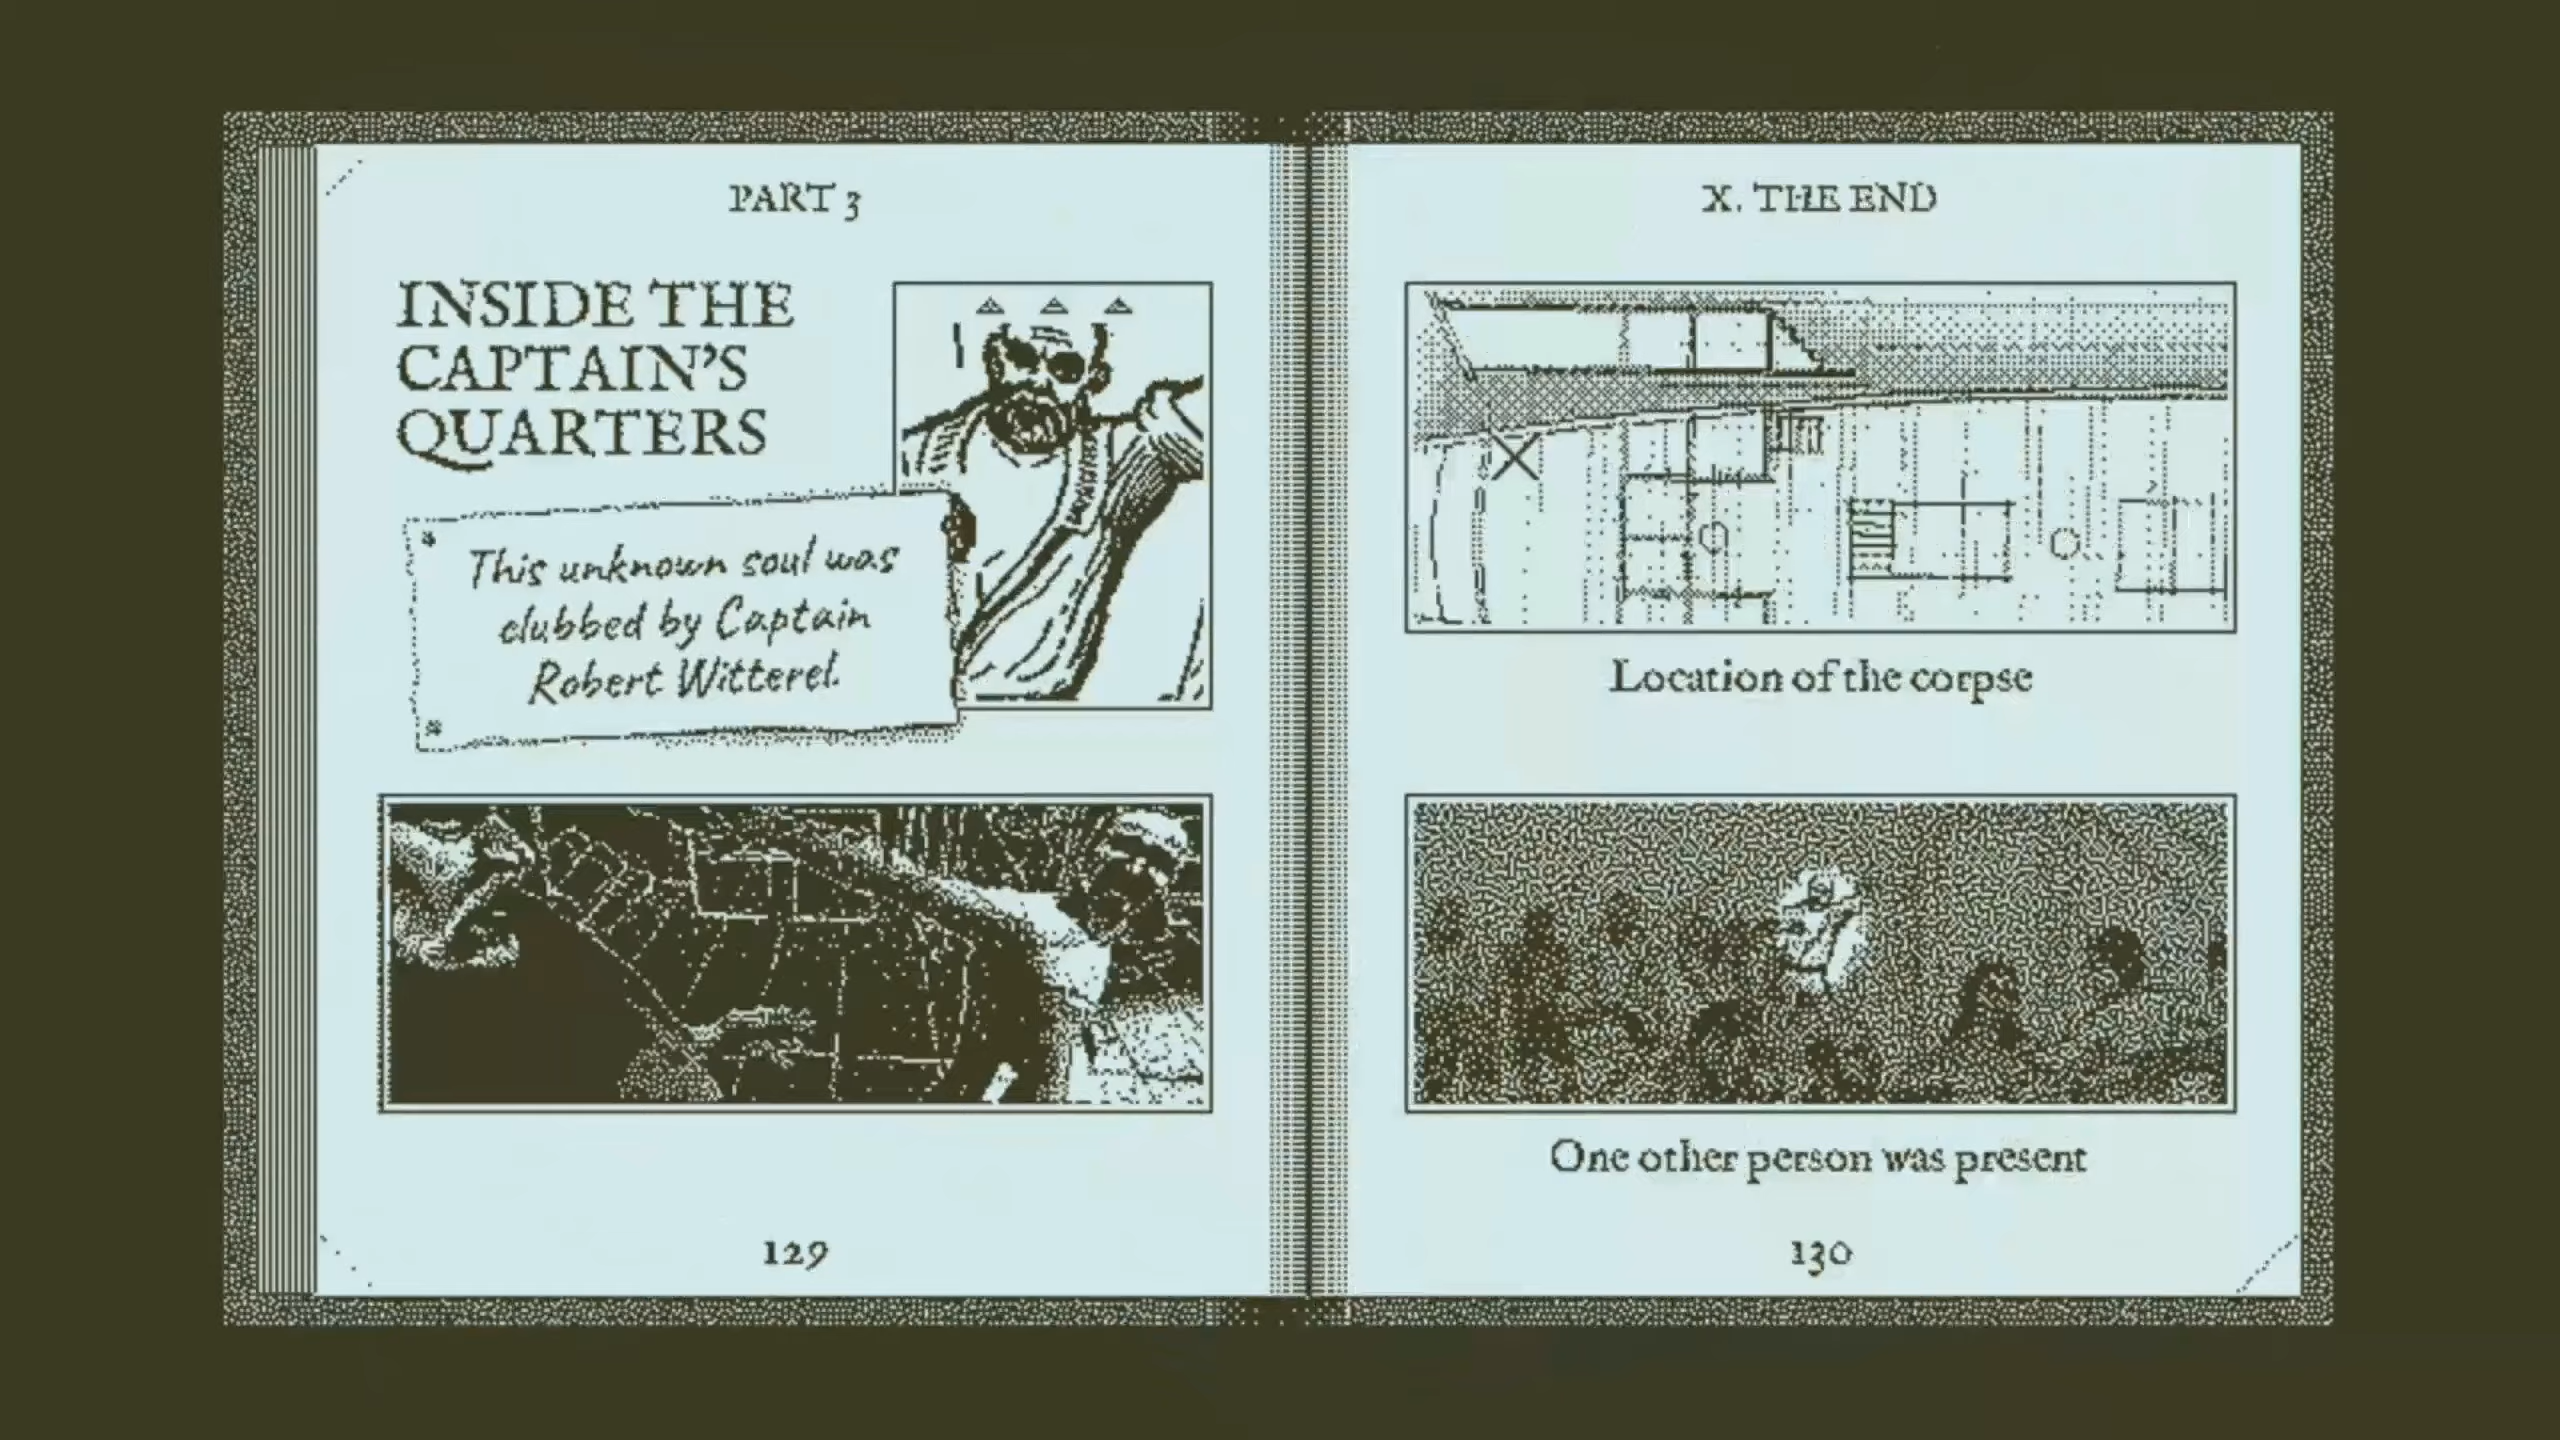 PART 3
INSIDE THE
CAPTAIN'S
QUARTERS
This unknown soul was
clubbed by Captain
Robert Witterel.
129
X. THE END
Location of the corpse
One other person was present
130